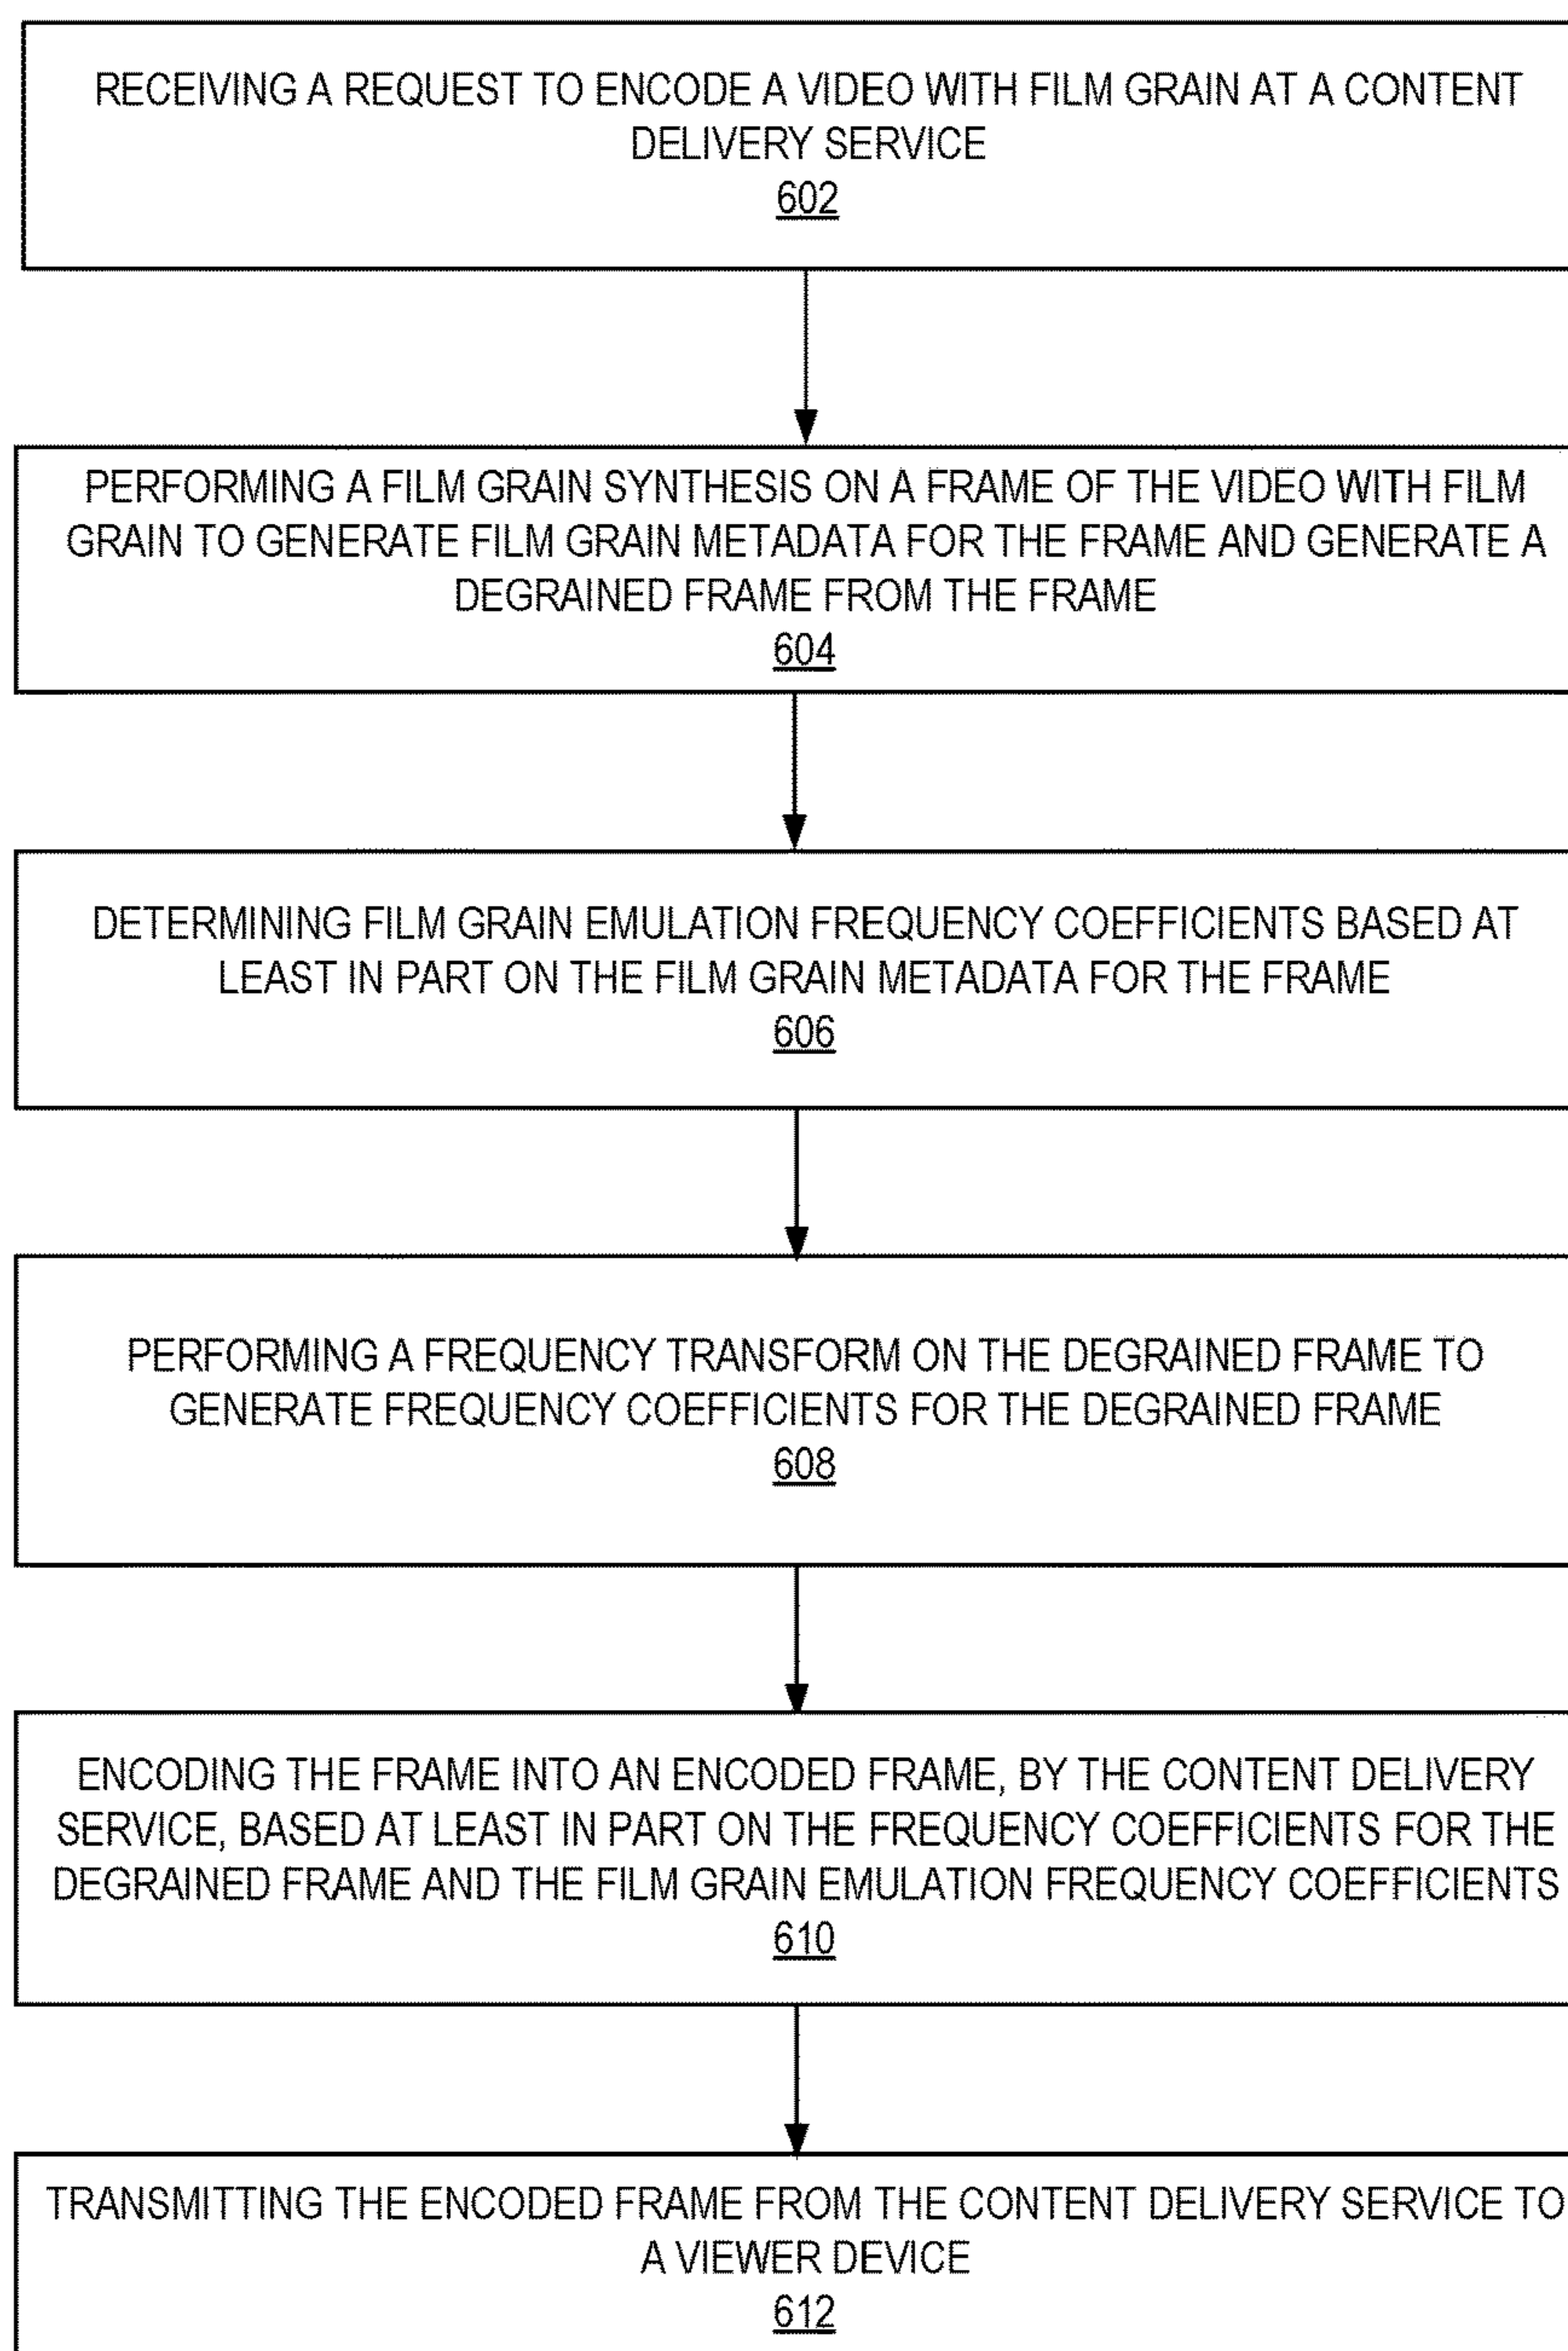 RECEIVING A REQUEST TO ENCODE A VIDEO WITH FILM GRAIN AT A CONTENT
DELIVERY SERVICE
602
PERFORMING A FILM GRAIN SYNTHESIS ON A FRAME OF THE VIDEO WITH FILM
GRAIN TO GENERATE FILM GRAIN METADATA FOR THE FRAME AND GENERATE A
DEGRAINED FRAME FROM THE FRAME
604
DETERMINING FILM GRAIN EMULATION FREQUENCY COEFFICIENTS BASED AT
LEAST IN PART ON THE FILM GRAIN METADATA FOR THE FRAME
606
PERFORMING A FREQUENCY TRANSFORM ON THE DEGRAINED FRAME TO
GENERATE FREQUENCY COEFFICIENTS FOR THE DEGRAINED FRAME
608
ENCODING THE FRAME INTO AN ENCODED FRAME, BY THE CONTENT DELIVERY
SERVICE, BASED AT LEAST IN PART ON THE FREQUENCY COEFFICIENTS FOR THE
DEGRAINED FRAME AND THE FILM GRAIN EMULATION FREQUENCY COEFFICIENTS
610
TRANSMITTING THE ENCODED FRAME FROM THE CONTENT DELIVERY SERVICE TO
A VIEWER DEVICE
612